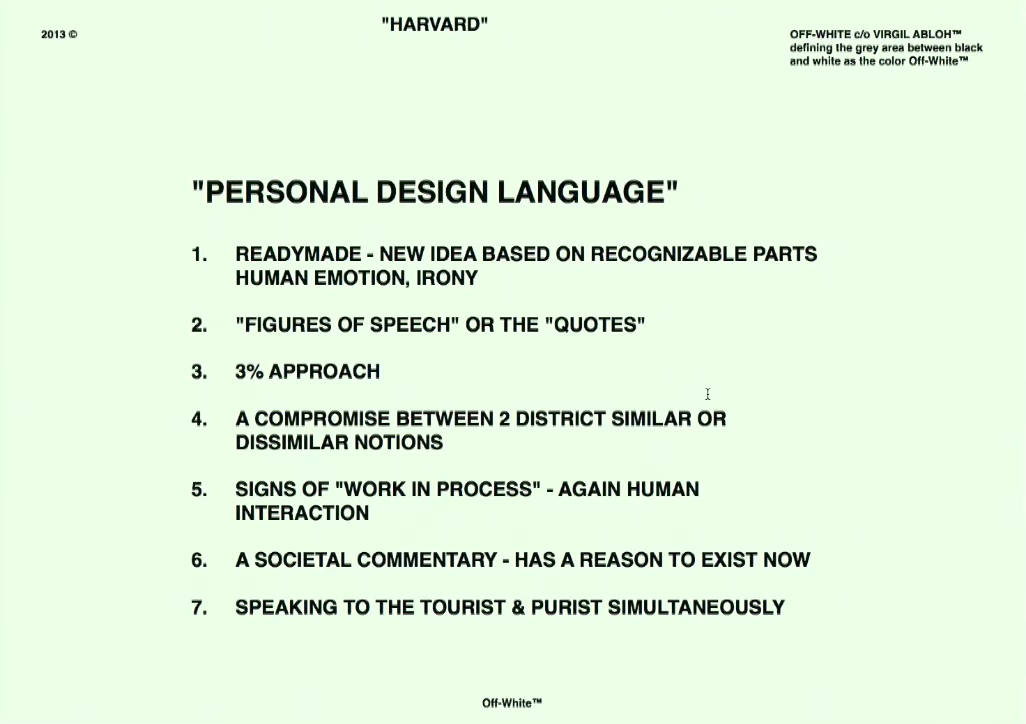 "HARVARD"
2013 ©
OFF-WHITE c/o VIRGIL ABLOH™
defining the grey area between black
and white as the color Off-White™
"PERSONAL DESIGN LANGUAGE"
1. READYMADE - NEW IDEA BASED ON RECOGNIZABLE PARTS
HUMAN EMOTION, IRONY
2. "FIGURES OF SPEECH" OR THE "QUOTES"
3. 3% APPROACH
4. A COMPROMISE BETWEEN 2 DISTRICT SIMILAR OR
DISSIMILAR NOTIONS
5. SIGNS OF "WORK IN PROCESS" - AGAIN HUMAN
INTERACTION
6. A SOCIETAL COMMENTARY - HAS A REASON TO EXIST NOW
7. SPEAKING TO THE TOURIST & PURIST SIMULTANEOUSLY
Off-White™